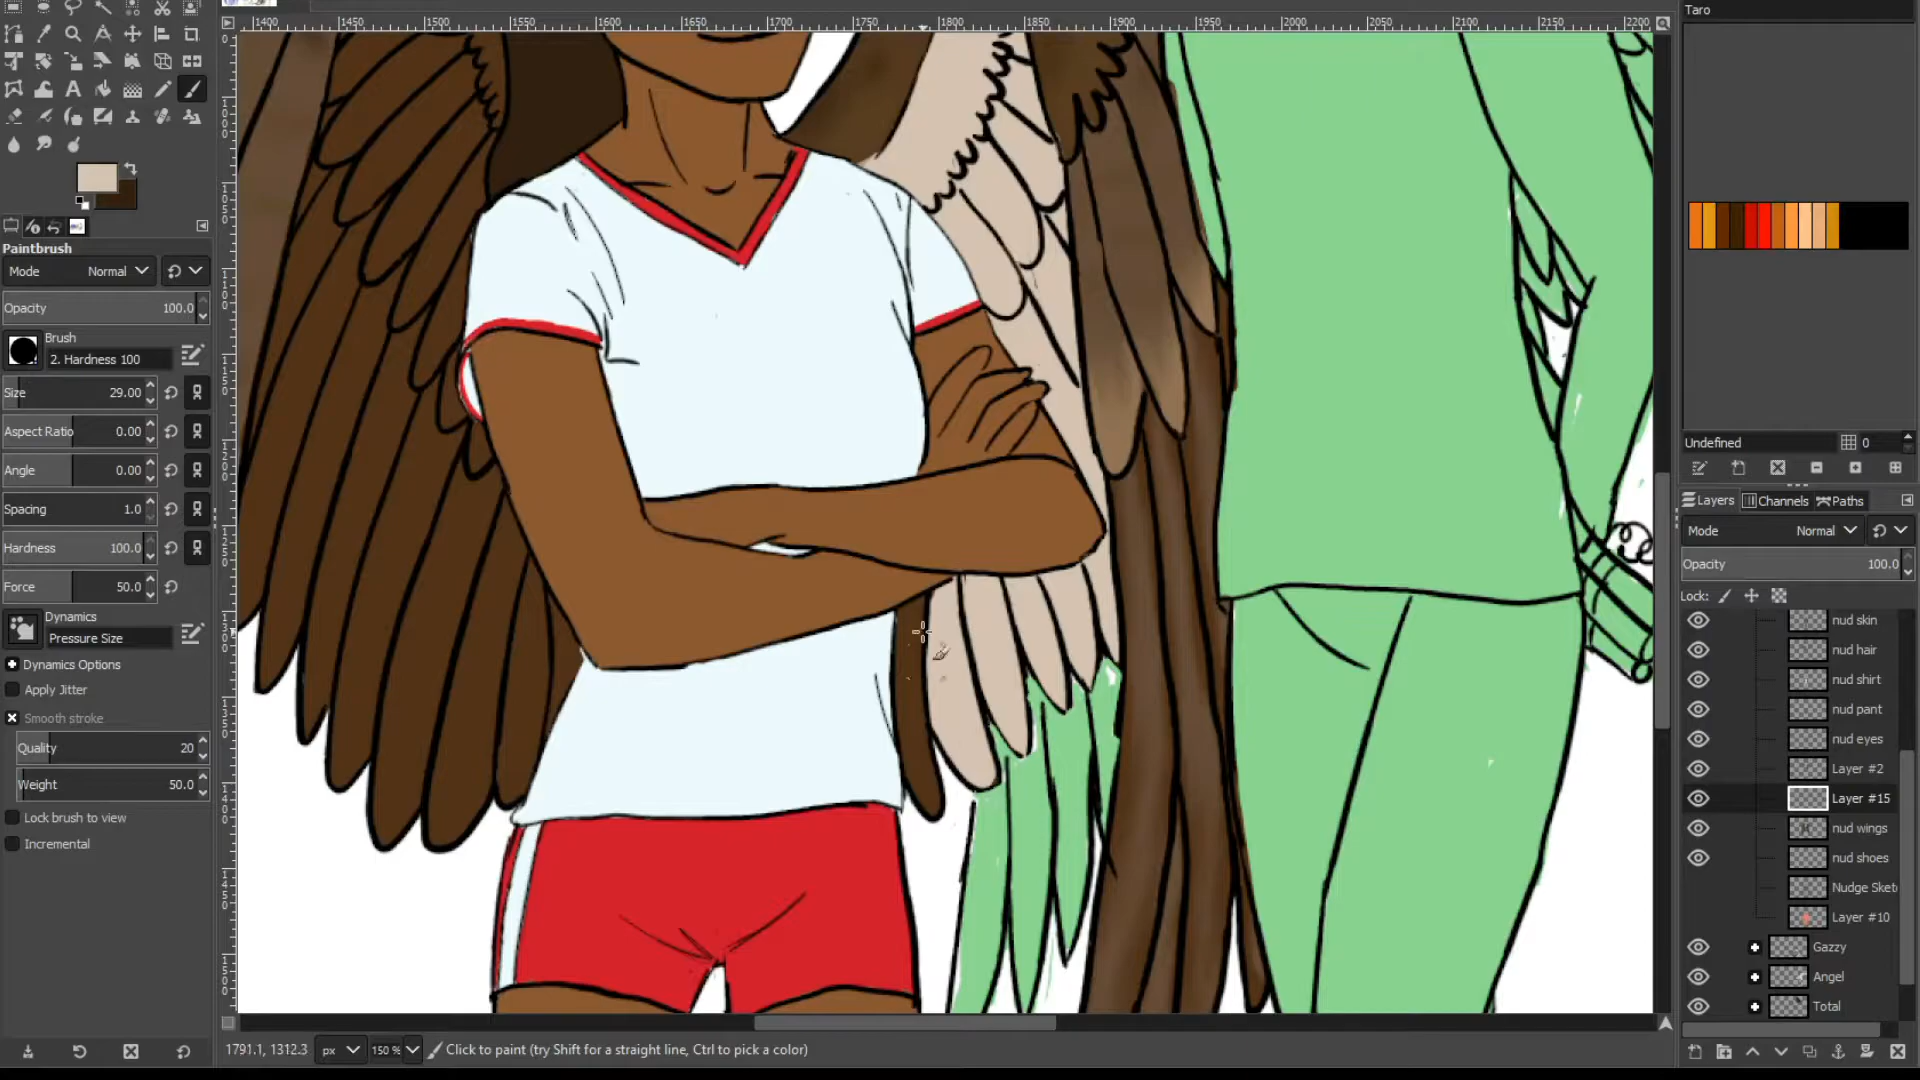 1400 1450 1500 1550 1600 1650 1700 1750 1800 1850 1900 1950 2000 2050 2100 2150 2200
Taro
Paintbrush
Mode Normal
Opacity 100.0
Brush
2. Hardness 100
Size 29.00
Aspect Ratio 0.00
Angle 0.00
Spacing 1.0
Hardness 100.0
Force 50.0
Dynamics
Pressure Size
Dynamics Options
Apply Jitter
Smooth stroke
Quality 20
Weight 50.0
Lock brush to view
Incremental
1791.1, 1312.3 px 150 % Click to paint (try Shift for a straight line, Ctrl to pick a color)
Undefined 0
Layers Channels Paths
Mode Normal
Opacity 100.0
Lock:
nud skin
nud hair
nud shirt
nud pant
nud eyes
Layer #2
Layer #15
nud wings
nud shoes
Nudge Sket
Layer #10
Gazzy
Angel
Total